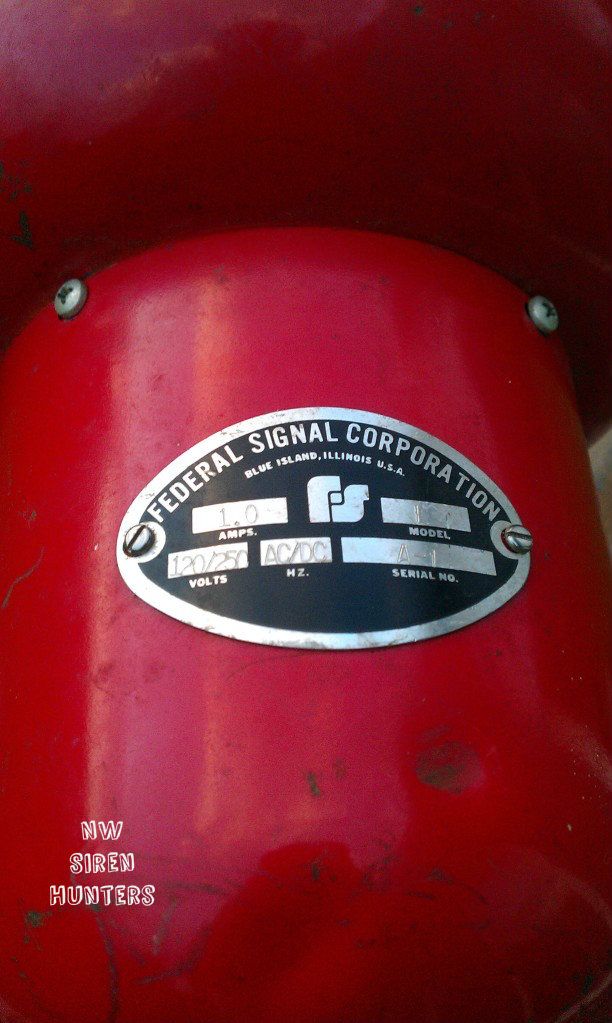 FEDERAL SIGNAL CORPORATION
BLUE ISLAND, ILLINOIS U.S.A.
FS
1.0
AMPS.
MODEL
120/250 AC/DC A-1
VOLTS HZ. SERIAL NO.
NW
SIREN
HUNTERS